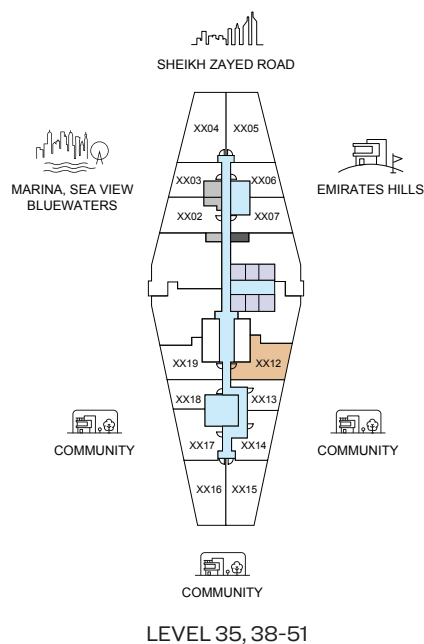 SHEIKH ZAYED ROAD
XX04 XX05
MARINA, SEA VIEW
BLUEWATERS
EMIRATES HILLS
XX03 XX06
XX02 XX07
XX19 XX12
XX18 XX13
COMMUNITY
COMMUNITY
XX17 XX14
XX16 XX15
COMMUNITY
LEVEL 35, 38-51